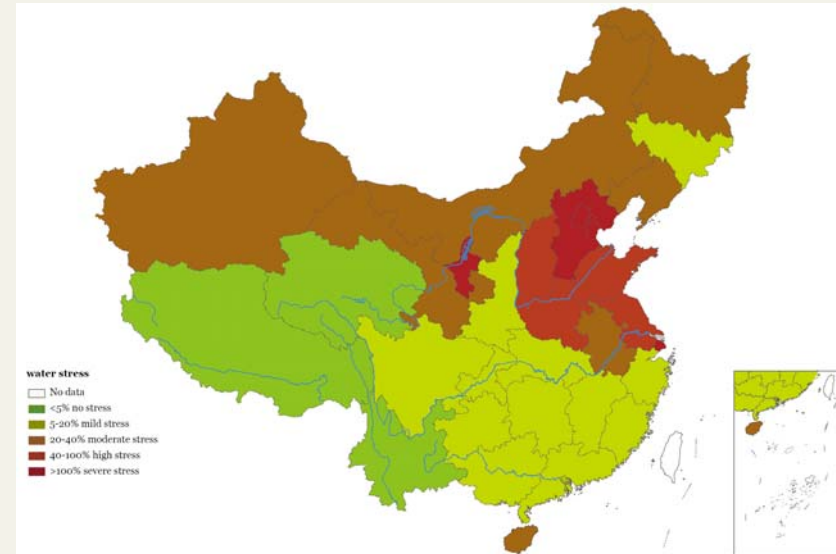 water stress
No data
<5% no stress
5-20% mild stress
20-40% moderate stress
40-100% high stress
>100% severe stress